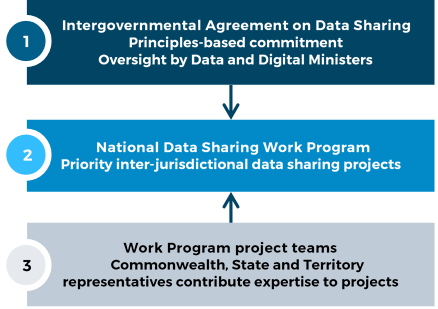 1
Intergovernmental Agreement on Data Sharing
Principles-based commitment
Oversight by Data and Digital Ministers
2
National Data Sharing Work Program
Priority inter-jurisdictional data sharing projects
3
Work Program project teams
Commonwealth, State and Territory
representatives contribute expertise to projects